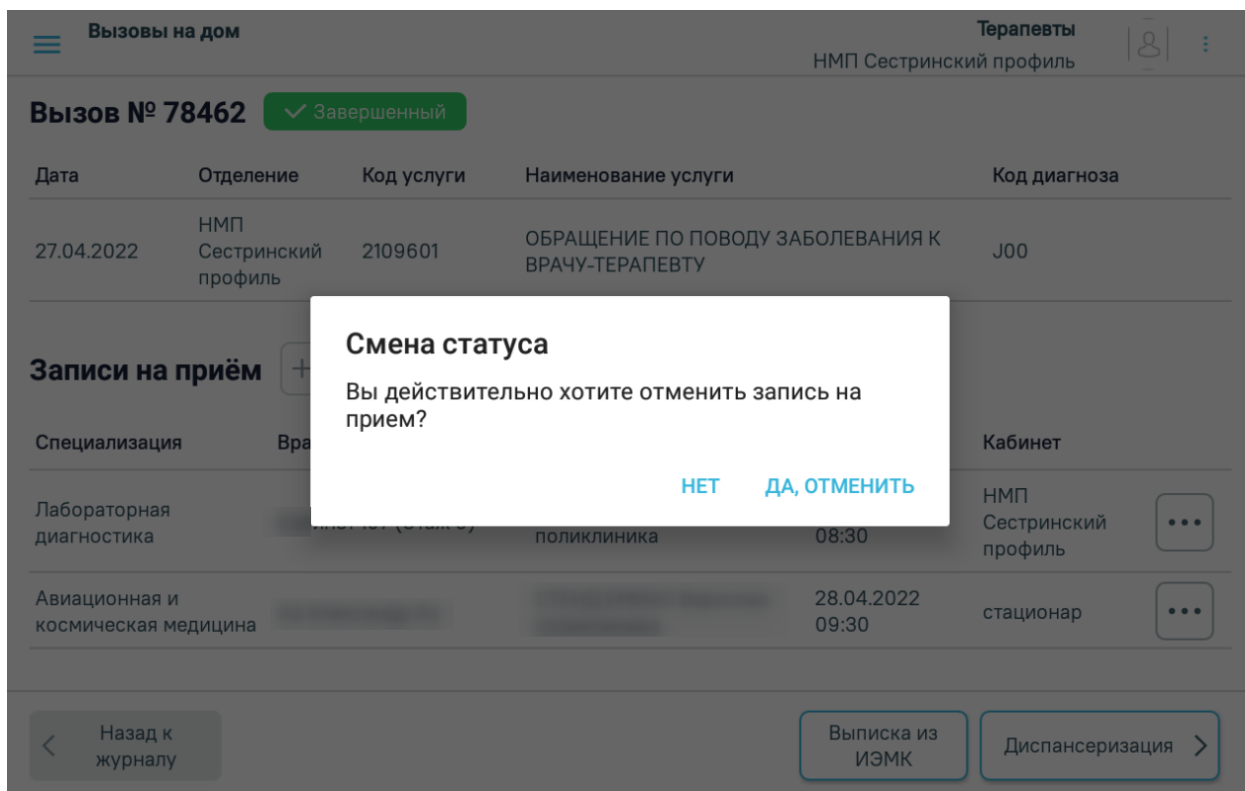 Вызовы на дом
Терапевты
НМП Сестринский профиль
Вызов № 78462
Завершенный
Дата Отделение Код услуги Наименование услуги Код диагноза
НМП
27.04.2022 Сестринский 2109601 ОБРАЩЕНИЕ ПО ПОВОДУ ЗАБОЛЕВАНИЯ К J00
профиль ВРАЧУ-ТЕРАПЕВТУ
Записи на приём
Смена статуса
Вы действительно хотите отменить запись на
прием?
НЕТ ДА, ОТМЕНИТЬ
Специализация Кабинет
Лабораторная НМП
диагностика поликлиника 08:30 Сестринский
профиль
Авиационная и 28.04.2022
космическая медицина 09:30 стационар
Назад к
журналу
Выписка из
ИЭМК
Диспансеризация